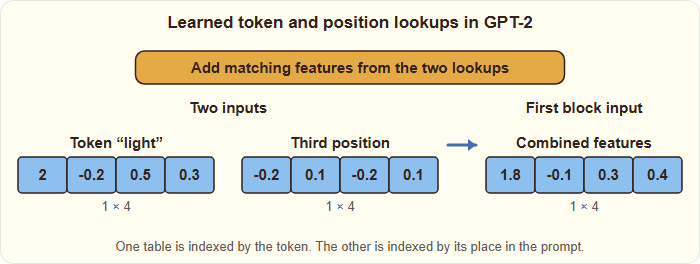 Learned token and position lookups in GPT-2
Add matching features from the two lookups
Two inputs
First block input
Token “light”
Third position
Combined features
2 -0.2 0.5 0.3
-0.2 0.1 -0.2 0.1
1.8 -0.1 0.3 0.4
1 × 4
1 × 4
1 × 4
One table is indexed by the token. The other is indexed by its place in the prompt.